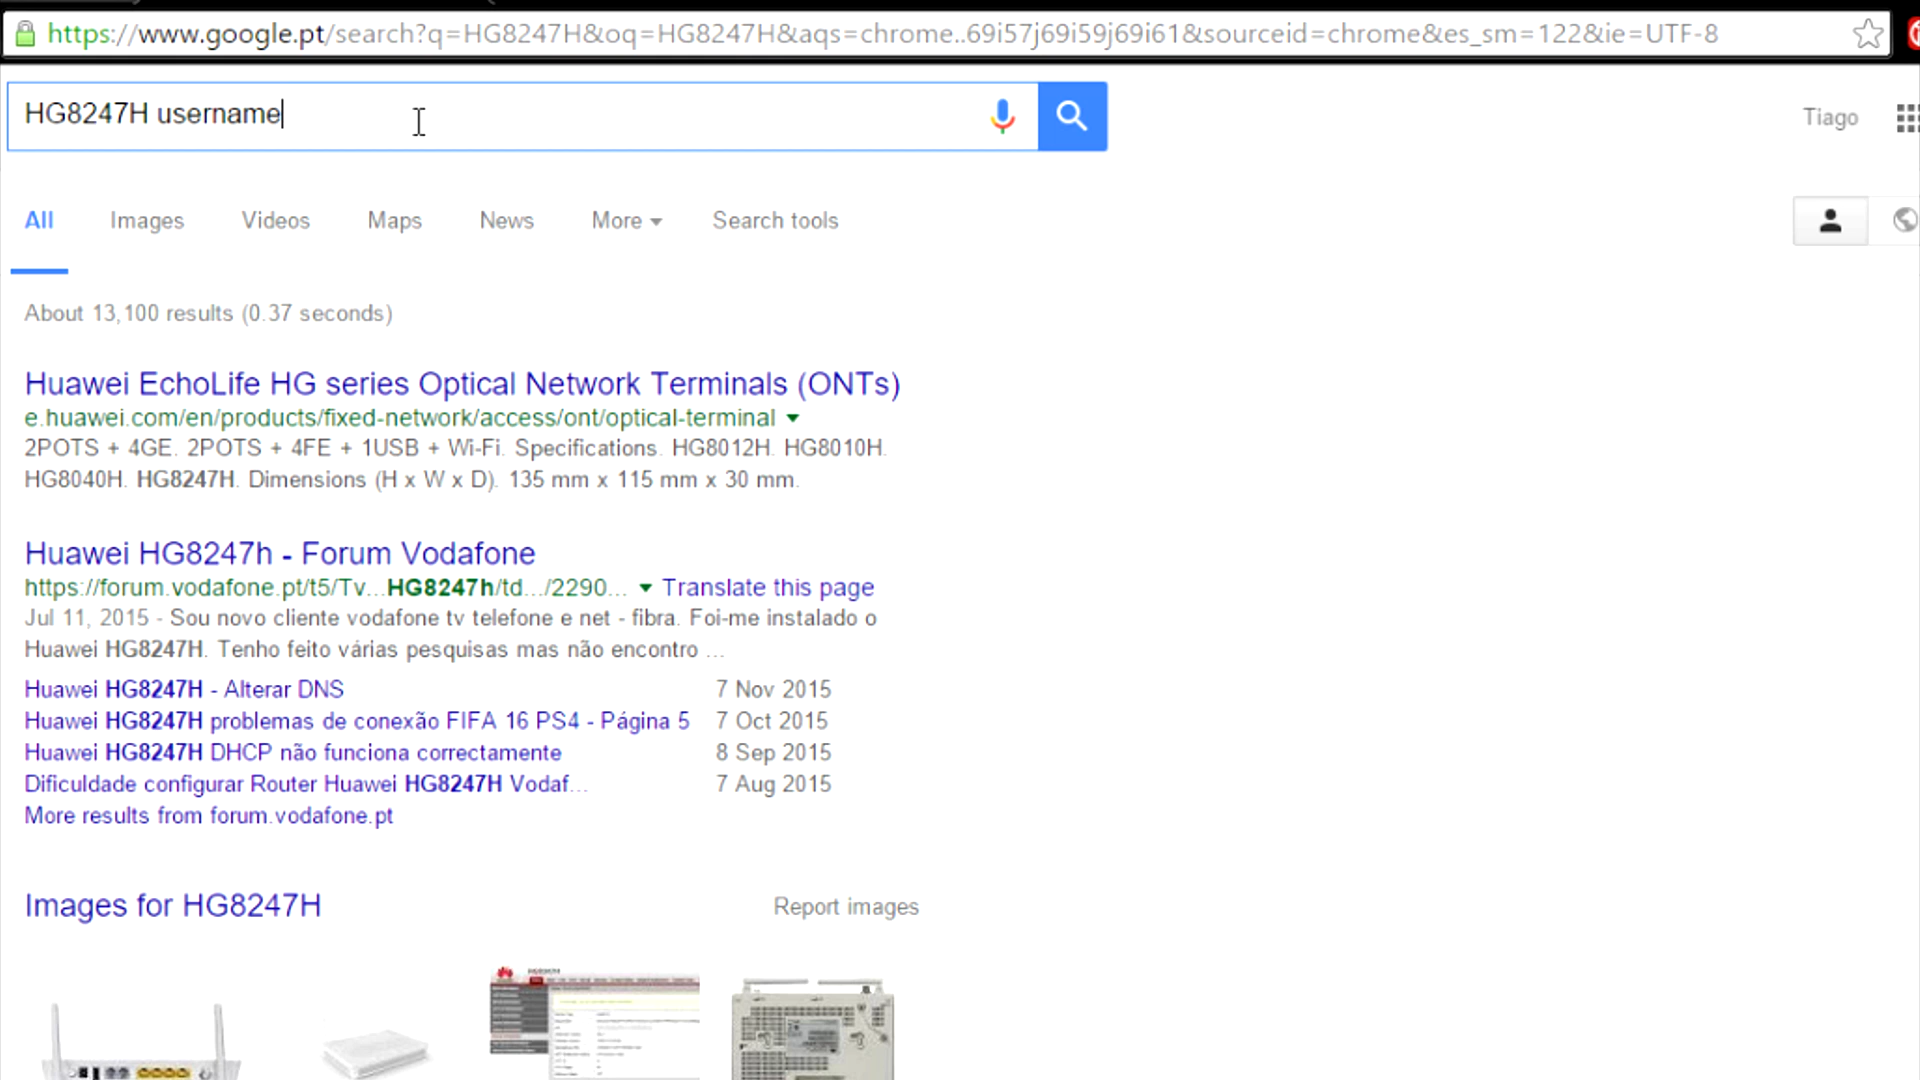 https://www.google.pt/search?q=HG8247H&oq=HG8247H&aqs=chrome..69i57j69i59j69i61&sourceid=chrome&es_sm=122&ie=UTF-8
HG8247H username
Tiago
All Images Videos Maps News More Search tools
About 13,100 results (0.37 seconds)
Huawei EchoLife HG series Optical Network Terminals (ONTs)
e.huawei.com/en/products/fixed-network/access/ont/optical-terminal
2POTS + 4GE. 2POTS + 4FE + 1USB + Wi-Fi. Specifications. HG8012H. HG8010H.
HG8040H. HG8247H. Dimensions (H x W x D). 135 mm x 115 mm x 30 mm.
Huawei HG8247h - Forum Vodafone
https://forum.vodafone.pt/t5/Tv...HG8247h/td.../2290... Translate this page
Jul 11, 2015 - Sou novo cliente vodafone tv telefone e net - fibra. Foi-me instalado o
Huawei HG8247H. Tenho feito várias pesquisas mas não encontro ...
Huawei HG8247H - Alterar DNS 7 Nov 2015
Huawei HG8247H problemas de conexão FIFA 16 PS4 - Página 5 7 Oct 2015
Huawei HG8247H DHCP não funciona correctamente 8 Sep 2015
Dificuldade configurar Router Huawei HG8247H Vodaf... 7 Aug 2015
More results from forum.vodafone.pt
Images for HG8247H Report images